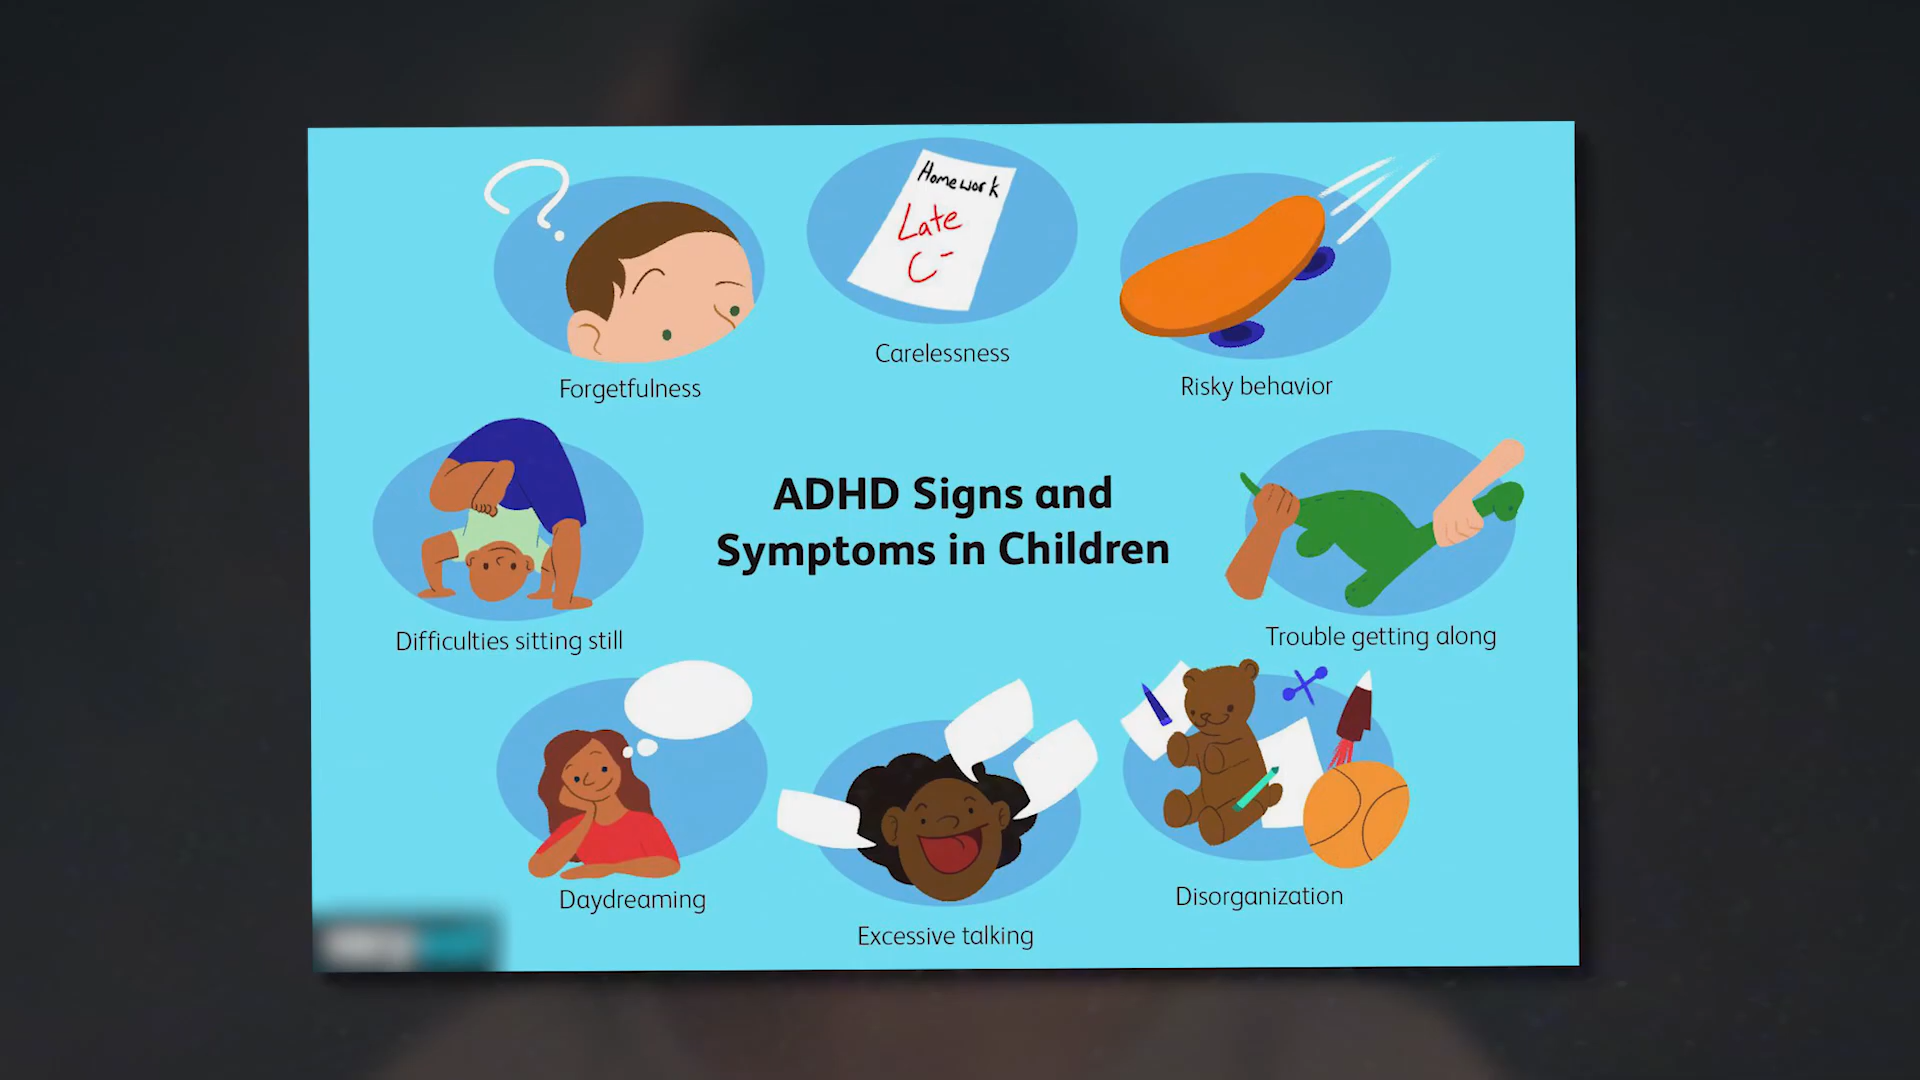 Homework
Late
C-
Carelessness
Forgetfulness
Risky behavior
ADHD Signs and
Symptoms in Children
Difficulties sitting still
Trouble getting along
Daydreaming
Excessive talking
Disorganization